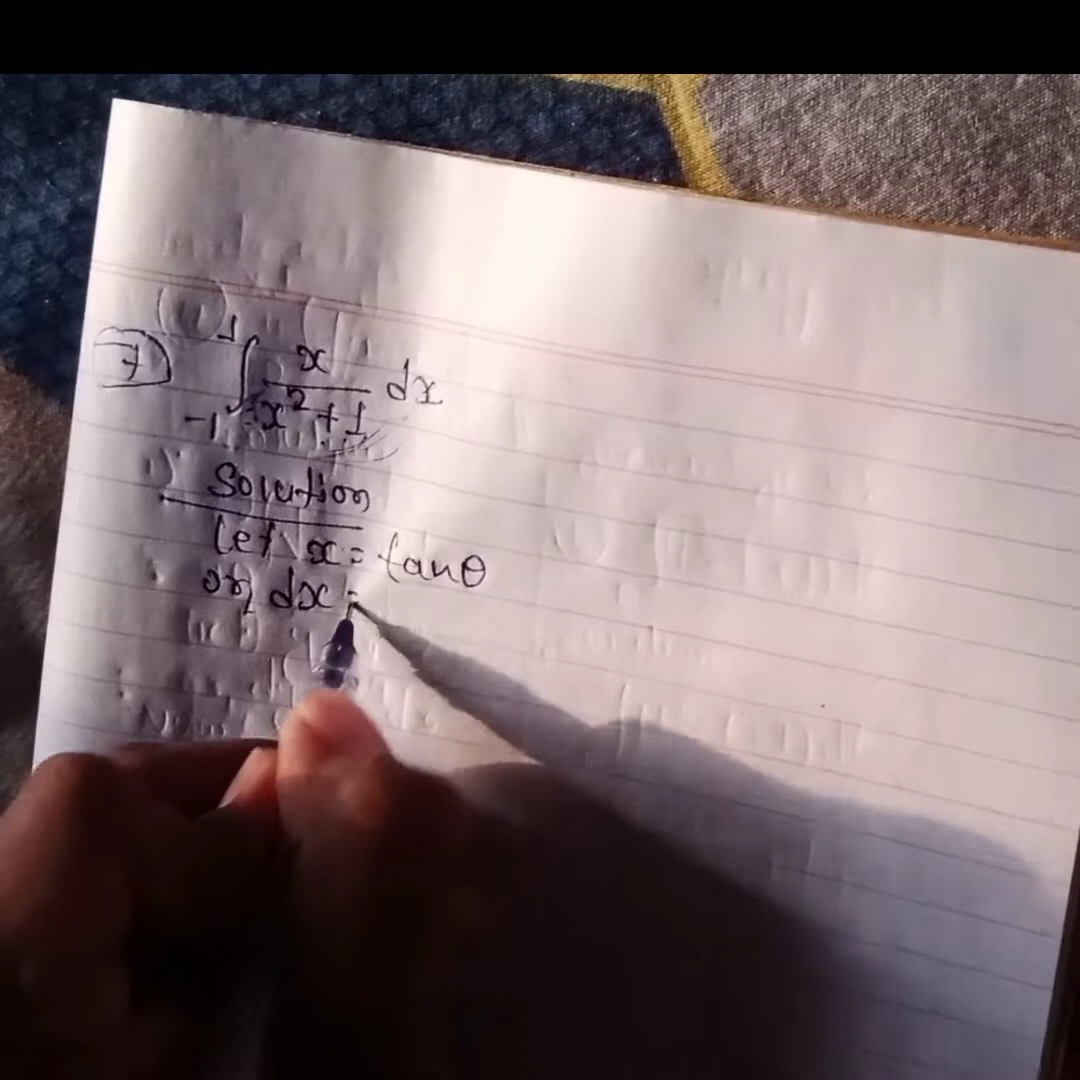 7 ∫₋₁¹ x/(x²+1) dx
Solution
let x = tanθ
or, dx =